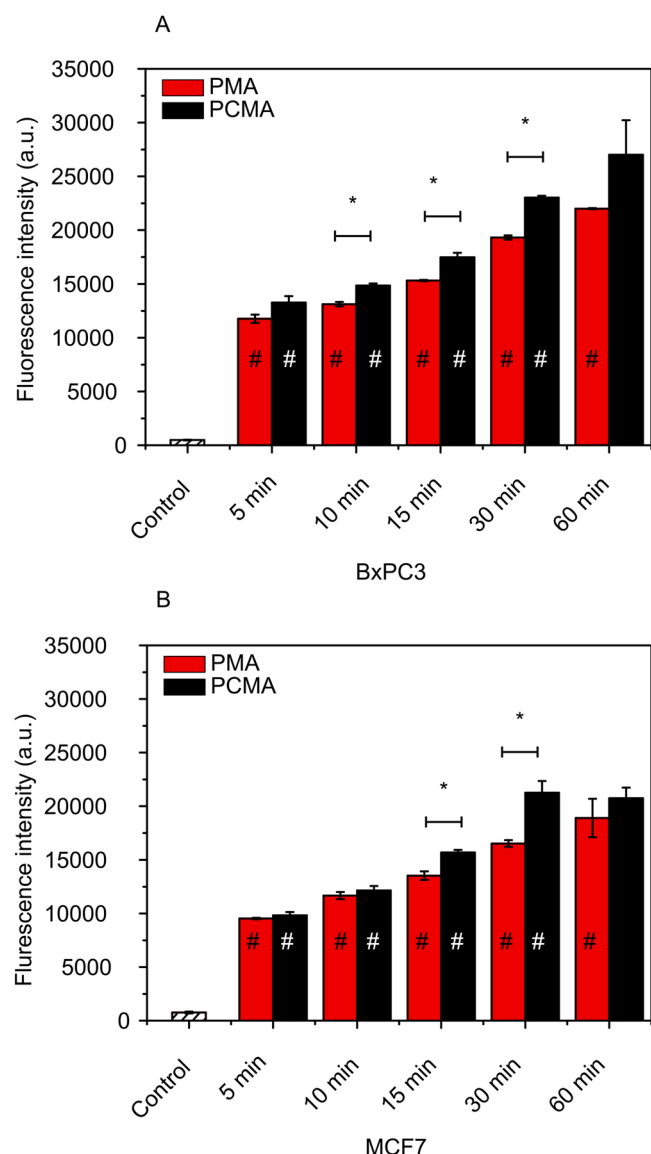 A
Fluorescence intensity (a.u.)
35000
30000
25000
20000
15000
10000
5000
0
PMA
PCMA
*
*
*
# # # # # # # # #
Control
5 min
10 min
15 min
30 min
60 min
BxPC3
B
Flurescence intensity (a.u.)
35000
30000
25000
20000
15000
10000
5000
0
PMA
PCMA
*
*
# # # # # # # # #
Control
5 min
10 min
15 min
30 min
60 min
MCF7